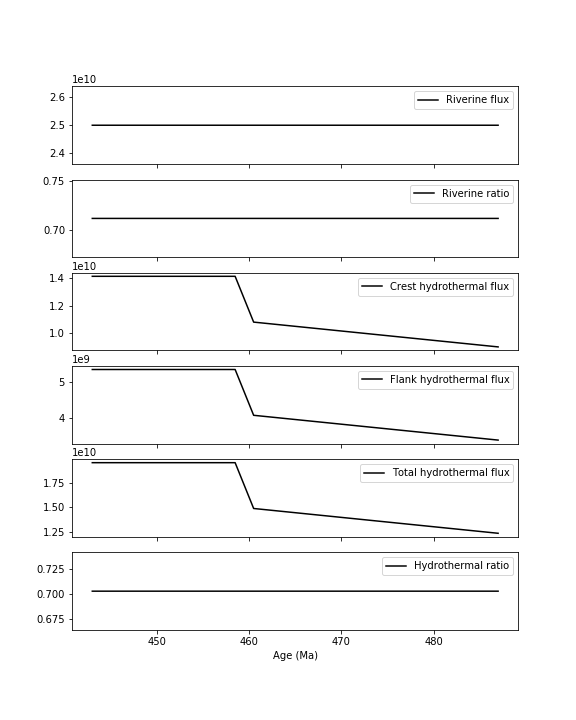 1e10
2.6
2.5
2.4
Riverine flux
0.75
0.70
Riverine ratio
1e10
1.4
1.2
1.0
Crest hydrothermal flux
1e9
5
4
Flank hydrothermal flux
1e10
1.75
1.50
1.25
Total hydrothermal flux
0.725
0.700
0.675
Hydrothermal ratio
450 460 470 480
Age (Ma)